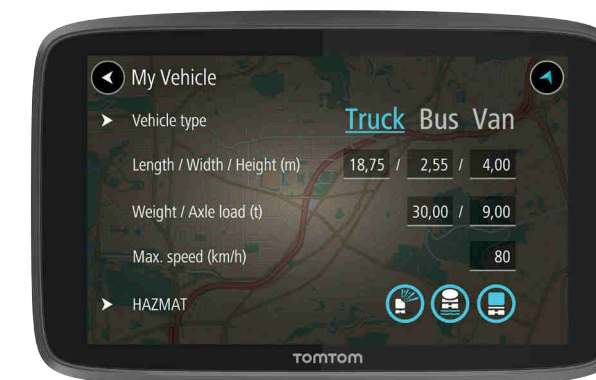 My Vehicle
Vehicle type Truck Bus Van
Length / Width / Height (m) 18,75 / 2,55 / 4,00
Weight / Axle load (t) 30,00 / 9,00
Max. speed (km/h) 80
HAZMAT
TOMTOM